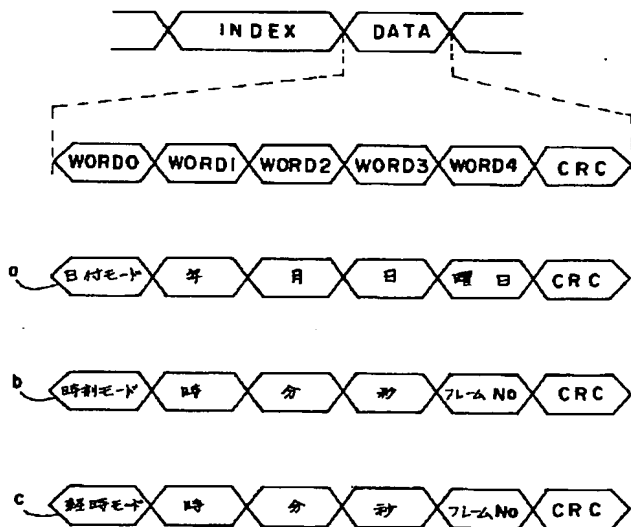 INDEX DATA
WORD0 WORD1 WORD2 WORD3 WORD4 CRC
a 日付モード 年 月 日 曜 日 CRC
b 時刻モード 時 分 秒 フレームNO CRC
c 経時モード 時 分 秒 フレームNO CRC